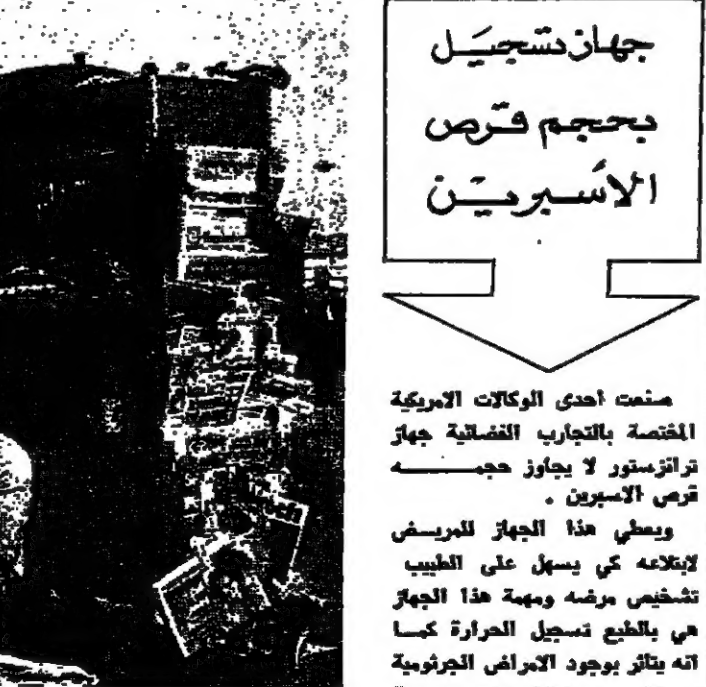 جهاز تسجيل
بحجم قرص
الأسبرين
صنعت احدى الوكالات الامريكية
المختصة بالتجارب الفضائية جهاز
ترانزستور لا يجاوز حجمه
قرص الاسبرين .
ويعطي هذا الجهاز للمريض
لابتلاعه كي يسهل على الطبيب
تشخيص مرضه ومهمة هذا الجهاز
هي بالطبع تسجيل الحرارة كما
انه يتاثر بوجود الامراض الجرثومية